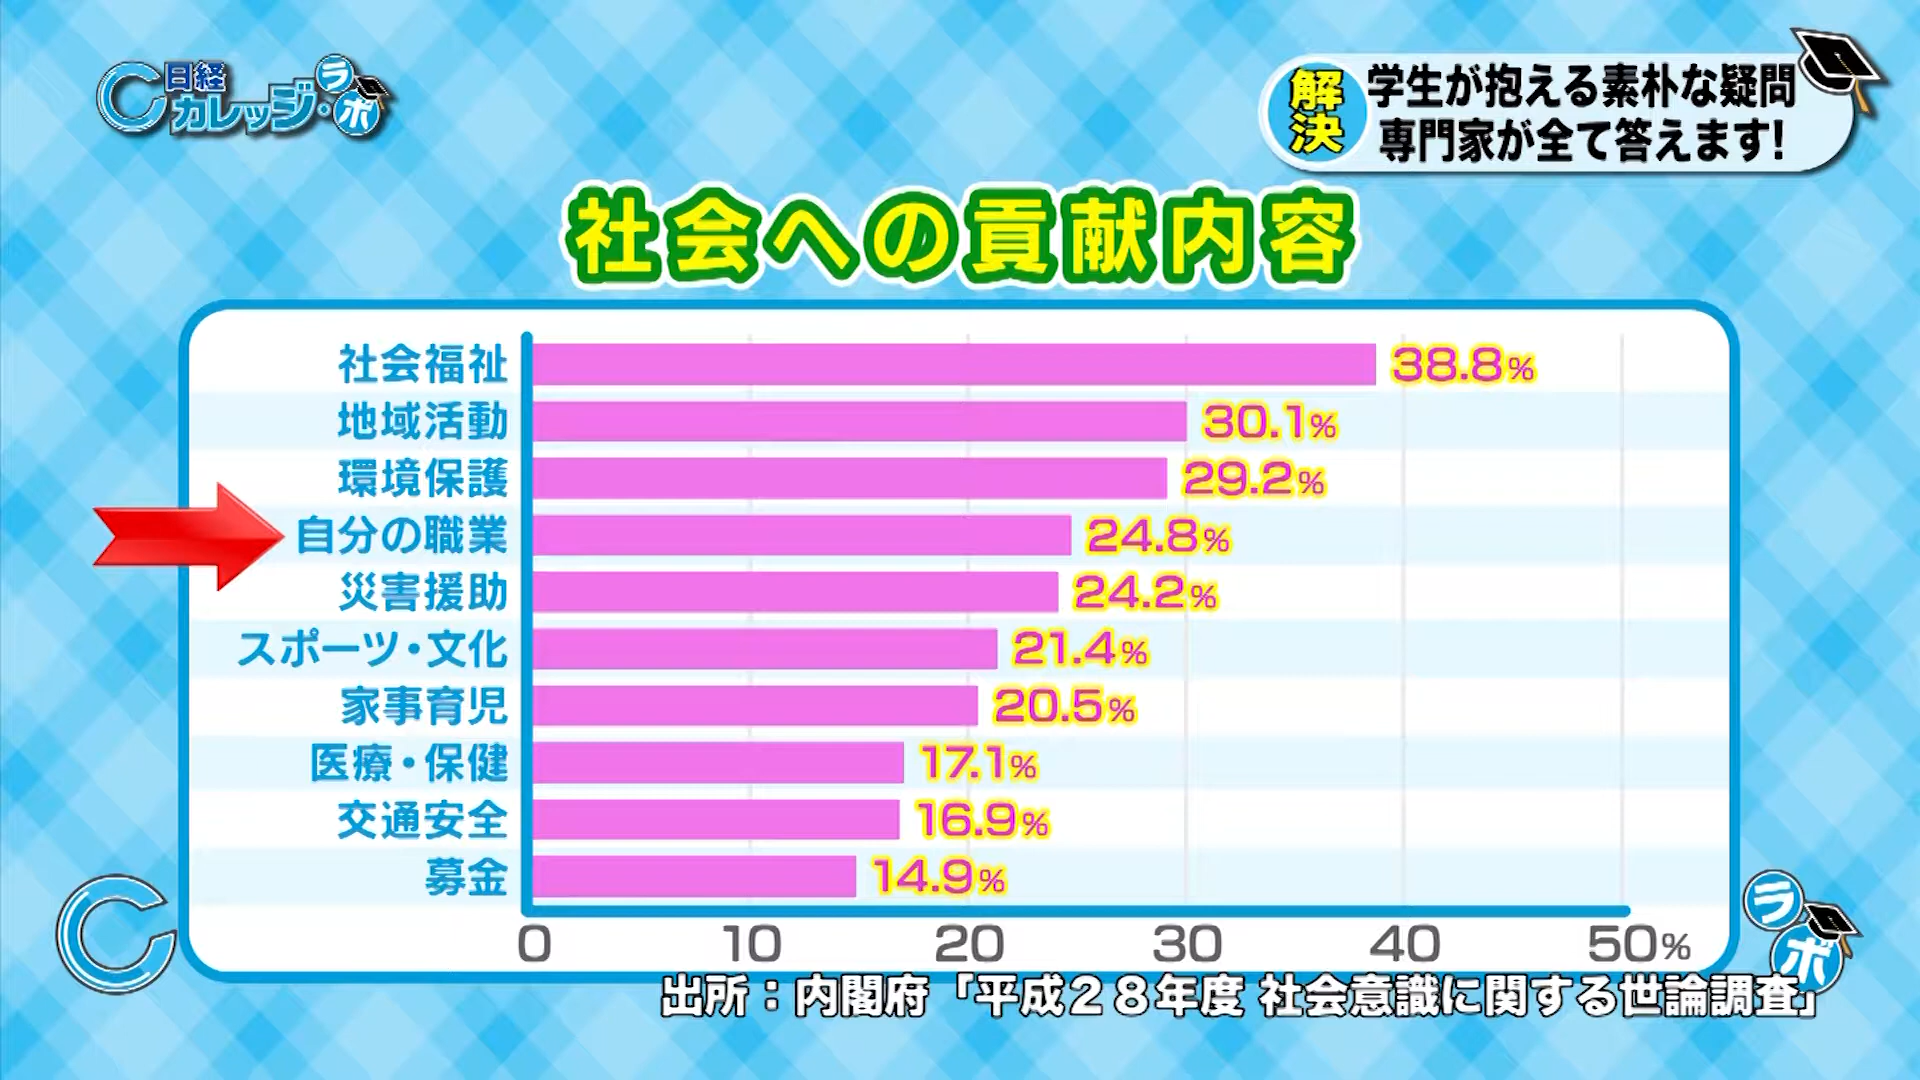 日経
カレッジ・ラボ
解決
学生が抱える素朴な疑問
専門家が全て答えます!
社会への貢献内容
社会福祉 38.8%
地域活動 30.1%
環境保護 29.2%
自分の職業 24.8%
災害援助 24.2%
スポーツ・文化 21.4%
家事育児 20.5%
医療・保健 17.1%
交通安全 16.9%
募金 14.9%
0 10 20 30 40 50%
C
ラボ
出所：内閣府「平成２８年度 社会意識に関する世論調査」